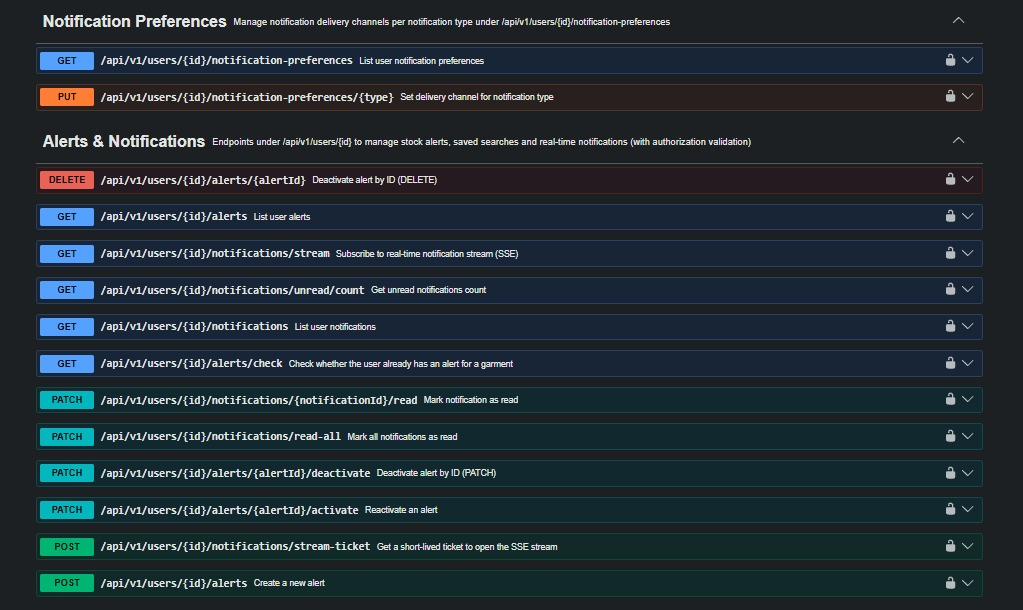 Notification Preferences Manage notification delivery channels per notification type under /api/v1/users/{id}/notification-preferences
GET /api/v1/users/{id}/notification-preferences List user notification preferences
PUT /api/v1/users/{id}/notification-preferences/{type} Set delivery channel for notification type
Alerts & Notifications Endpoints under /api/v1/users/{id} to manage stock alerts, saved searches and real-time notifications (with authorization validation)
DELETE /api/v1/users/{id}/alerts/{alertId} Deactivate alert by ID (DELETE)
GET /api/v1/users/{id}/alerts List user alerts
GET /api/v1/users/{id}/notifications/stream Subscribe to real-time notification stream (SSE)
GET /api/v1/users/{id}/notifications/unread/count Get unread notifications count
GET /api/v1/users/{id}/notifications List user notifications
GET /api/v1/users/{id}/alerts/check Check whether the user already has an alert for a garment
PATCH /api/v1/users/{id}/notifications/{notificationId}/read Mark notification as read
PATCH /api/v1/users/{id}/notifications/read-all Mark all notifications as read
PATCH /api/v1/users/{id}/alerts/{alertId}/deactivate Deactivate alert by ID (PATCH)
PATCH /api/v1/users/{id}/alerts/{alertId}/activate Reactivate an alert
POST /api/v1/users/{id}/notifications/stream-ticket Get a short-lived ticket to open the SSE stream
POST /api/v1/users/{id}/alerts Create a new alert